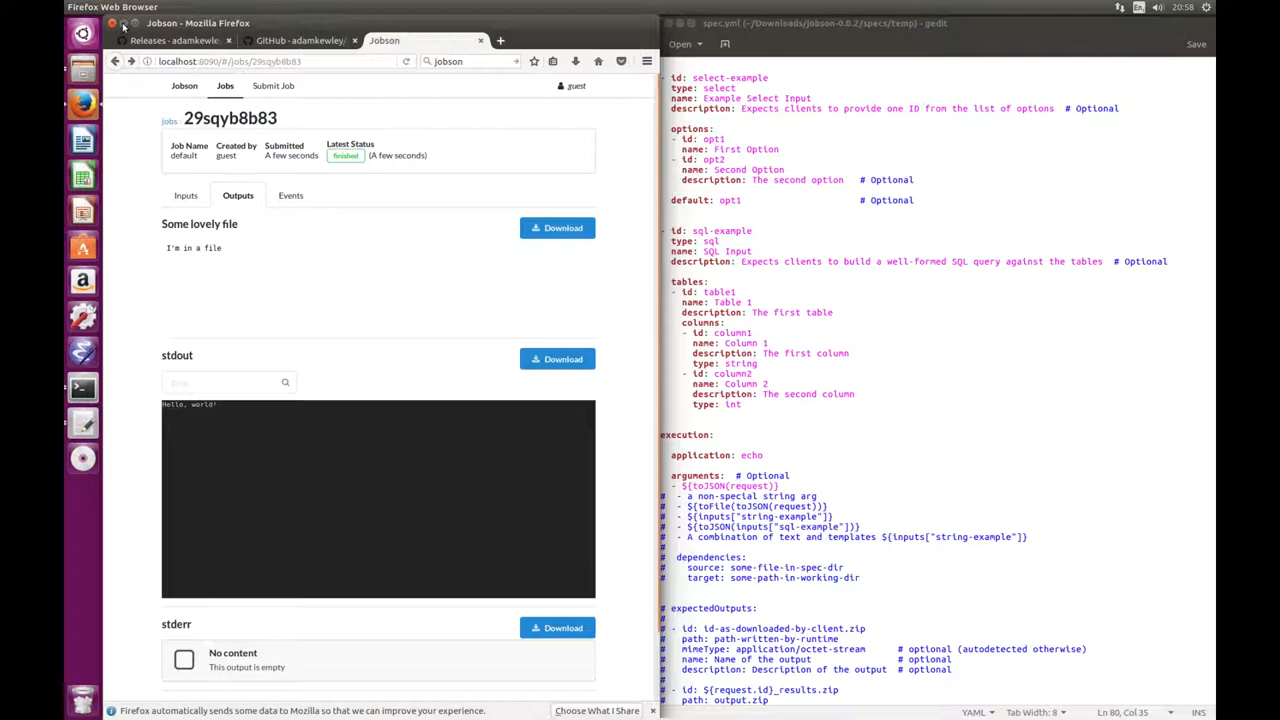 Firefox Web Browser
En
20:58
Jobson - Mozilla Firefox
Releases - adamkewle
GitHub - adamkewley/
Jobson
localhost:8090/#/jobs/29sqyb8b83
jobson
Jobson
Jobs
Submit Job
guest
jobs
29sqyb8b83
Job Name
default
Created by
guest
Submitted
A few seconds
Latest Status
finished
(A few seconds)
Inputs
Outputs
Events
Some lovely file
Download
I'm in a file
stdout
Download
grep
Hello, world!
stderr
Download
No content
This output is empty
Firefox automatically sends some data to Mozilla so that we can improve your experience.
Choose What I Share
spec.yml (~/Downloads/jobson-0.0.2/specs/temp) - gedit
Open
Save
- id: select-example
type: select
name: Example Select Input
description: Expects clients to provide one ID from the list of options # Optional
options:
- id: opt1
name: First Option
- id: opt2
name: Second Option
description: The second option # Optional
default: opt1 # Optional
- id: sql-example
type: sql
name: SQL Input
description: Expects clients to build a well-formed SQL query against the tables # Optional
tables:
- id: table1
name: Table 1
description: The first table
columns:
- id: column1
name: Column 1
description: The first column
type: string
- id: column2
name: Column 2
description: The second column
type: int
execution:
application: echo
arguments: # Optional
- ${toJSON(request)}
# - a non-special string arg
# - ${toFile(toJSON(request))}
# - ${inputs["string-example"]}
# - ${toJSON(inputs["sql-example"])}
# - A combination of text and templates ${inputs["string-example"]}
#
# dependencies:
# source: some-file-in-spec-dir
# target: some-path-in-working-dir
# expectedOutputs:
# - id: id-as-downloaded-by-client.zip
# path: path-written-by-runtime
# mimeType: application/octet-stream # optional (autodetected otherwise)
# name: Name of the output # optional
# description: Description of the output # optional
#
# - id: ${request.id}_results.zip
# path: output.zip
YAML
Tab Width: 8
Ln 80, Col 35
INS